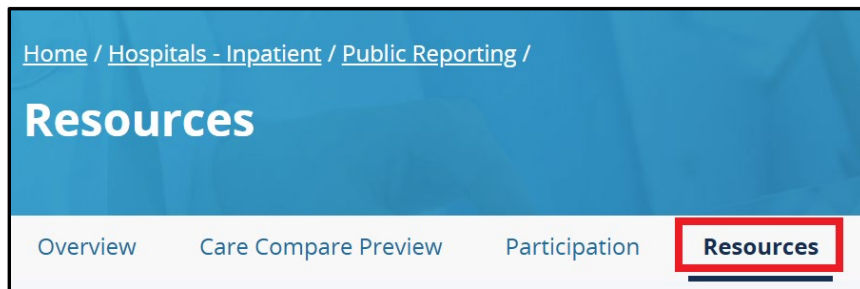 Home / Hospitals - Inpatient / Public Reporting /
Resources
Overview Care Compare Preview Participation Resources